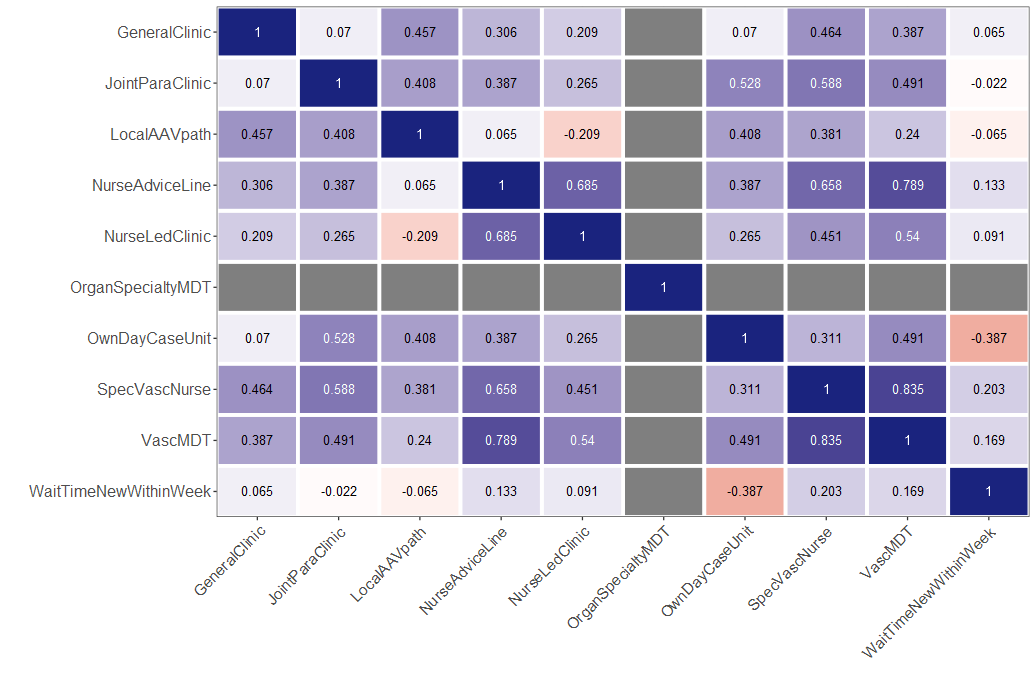 GeneralClinic 1 0.07 0.457 0.306 0.209 0.07 0.464 0.387 0.065
JointParaClinic 0.07 1 0.408 0.387 0.265 0.528 0.588 0.491 -0.022
LocalAAVpath 0.457 0.408 1 0.065 -0.209 0.408 0.381 0.24 -0.065
NurseAdviceLine 0.306 0.387 0.065 1 0.685 0.387 0.658 0.789 0.133
NurseLedClinic 0.209 0.265 -0.209 0.685 1 0.265 0.451 0.54 0.091
OrganSpecialtyMDT 1
OwnDayCaseUnit 0.07 0.528 0.408 0.387 0.265 1 0.311 0.491 -0.387
SpecVascNurse 0.464 0.588 0.381 0.658 0.451 0.311 1 0.835 0.203
VascMDT 0.387 0.491 0.24 0.789 0.54 0.491 0.835 1 0.169
WaitTimeNewWithinWeek 0.065 -0.022 -0.065 0.133 0.091 -0.387 0.203 0.169 1
GeneralClinic
JointParaClinic
LocalAAVpath
NurseAdviceLine
NurseLedClinic
OrganSpecialtyMDT
OwnDayCaseUnit
SpecVascNurse
VascMDT
WaitTimeNewWithinWeek